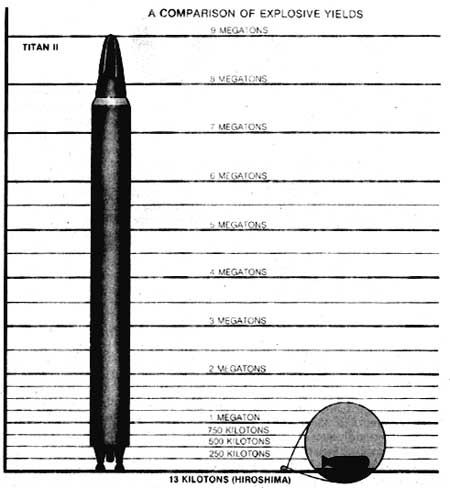 A COMPARISON OF EXPLOSIVE YIELDS
9 MEGATONS
TITAN II
8 MEGATONS
7 MEGATONS
6 MEGATONS
5 MEGATONS
4 MEGATONS
3 MEGATONS
2 MEGATONS
1 MEGATON
750 KILOTONS
500 KILOTONS
250 KILOTONS
13 KILOTONS (HIROSHIMA)